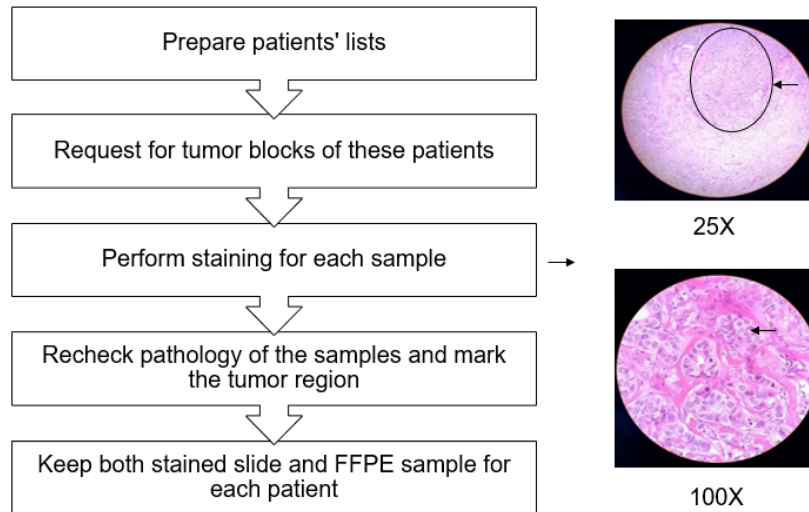 Prepare patients' lists
Request for tumor blocks of these patients
Perform staining for each sample
Recheck pathology of the samples and mark
the tumor region
Keep both stained slide and FFPE sample for
each patient
25X
100X